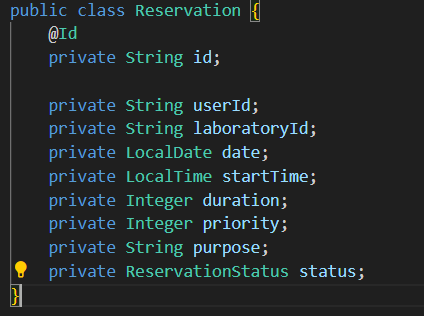 public class Reservation {
@Id
private String id;
private String userId;
private String laboratoryId;
private LocalDate date;
private LocalTime startTime;
private Integer duration;
private Integer priority;
private String purpose;
private ReservationStatus status;
}